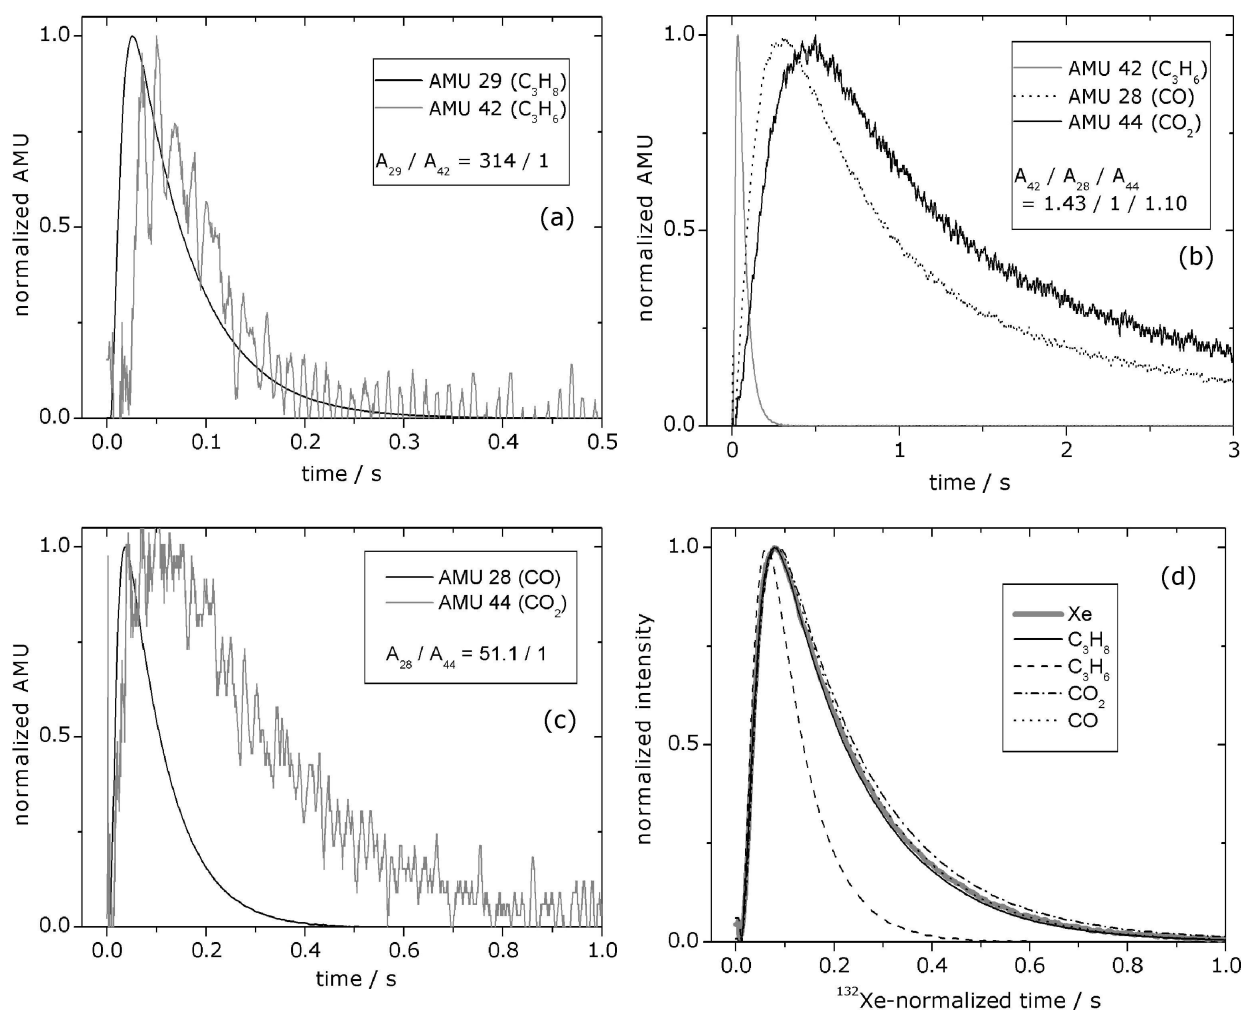 1.0
0.5
0.0
normalized AMU
AMU 29 (C₃H₈)
AMU 42 (C₃H₆)
A₂₉ / A₄₂ = 314 / 1
(a)
0.0 0.1 0.2 0.3 0.4 0.5
time / s
1.0
0.5
0.0
normalized AMU
AMU 42 (C₃H₆)
AMU 28 (CO)
AMU 44 (CO₂)
A₄₂ / A₂₈ / A₄₄
= 1.43 / 1 / 1.10
(b)
0 1 2 3
time / s
1.0
0.5
0.0
normalized AMU
AMU 28 (CO)
AMU 44 (CO₂)
A₂₈ / A₄₄ = 51.1 / 1
(c)
0.0 0.2 0.4 0.6 0.8 1.0
time / s
1.0
0.5
0.0
normalized intensity
(d)
Xe
C₃H₈
C₃H₆
CO₂
CO
0.0 0.2 0.4 0.6 0.8 1.0
¹³²Xe-normalized time / s